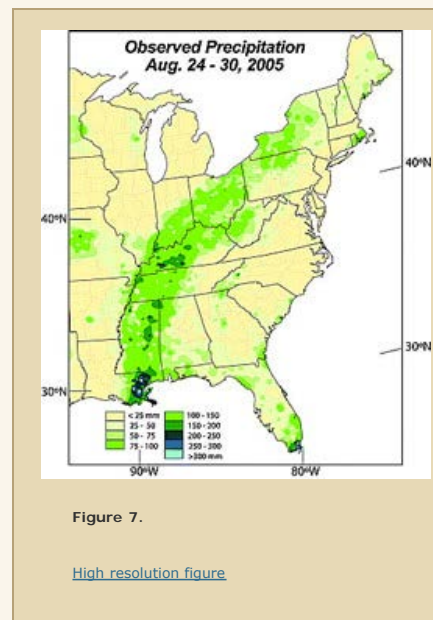 Observed Precipitation
Aug. 24 - 30, 2005
40°N
40°N
30°N
30°N
< 25 mm
25 - 50
50 - 75
75 - 100
100 - 150
150 - 200
200 - 250
250 - 300
>300 mm
90°W
80°W
Figure 7.
High resolution figure